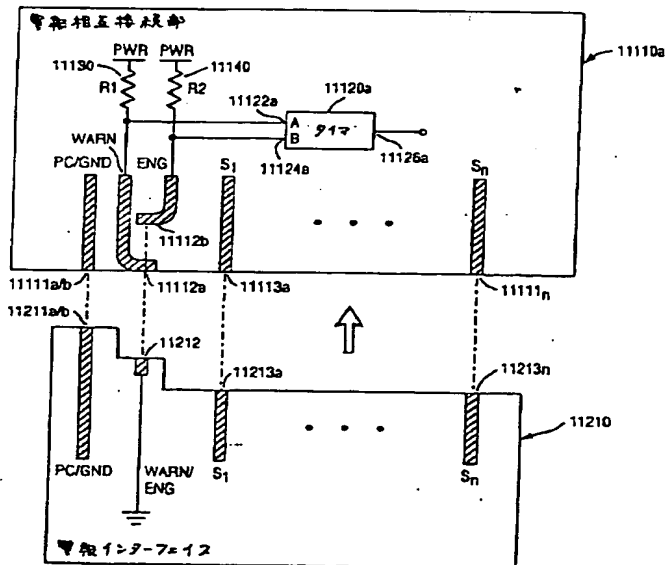 電気相互接続部
PWR PWR
11130 11140 11110a
R1 R2
11120a
11122a A
タイマ
B
11124a 11126a
WARN
PC/GND ENG S1 Sn
11112b
11111a/b 11112a 11113a 11111n
11211a/b
11212
11213a 11213n
11210
PC/GND WARN/
ENG
S1 Sn
電気インターフェイス